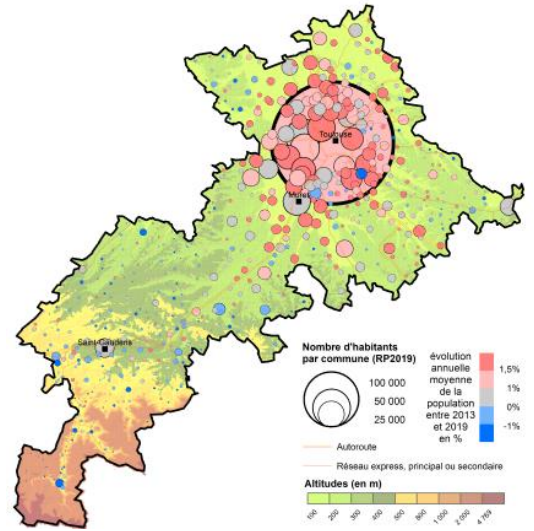 Toulouse
Muret
Saint-Gaudens
Nombre d'habitants
par commune (RP2019)
100 000
50 000
25 000
évolution
annuelle
moyenne
de la
population
entre 2013
et 2019
en %
1,5%
1%
0%
-1%
Autoroute
Réseau express, principal ou secondaire
Altitudes (en m)
100
200
300
400
500
800
1 000
2 000
2 769